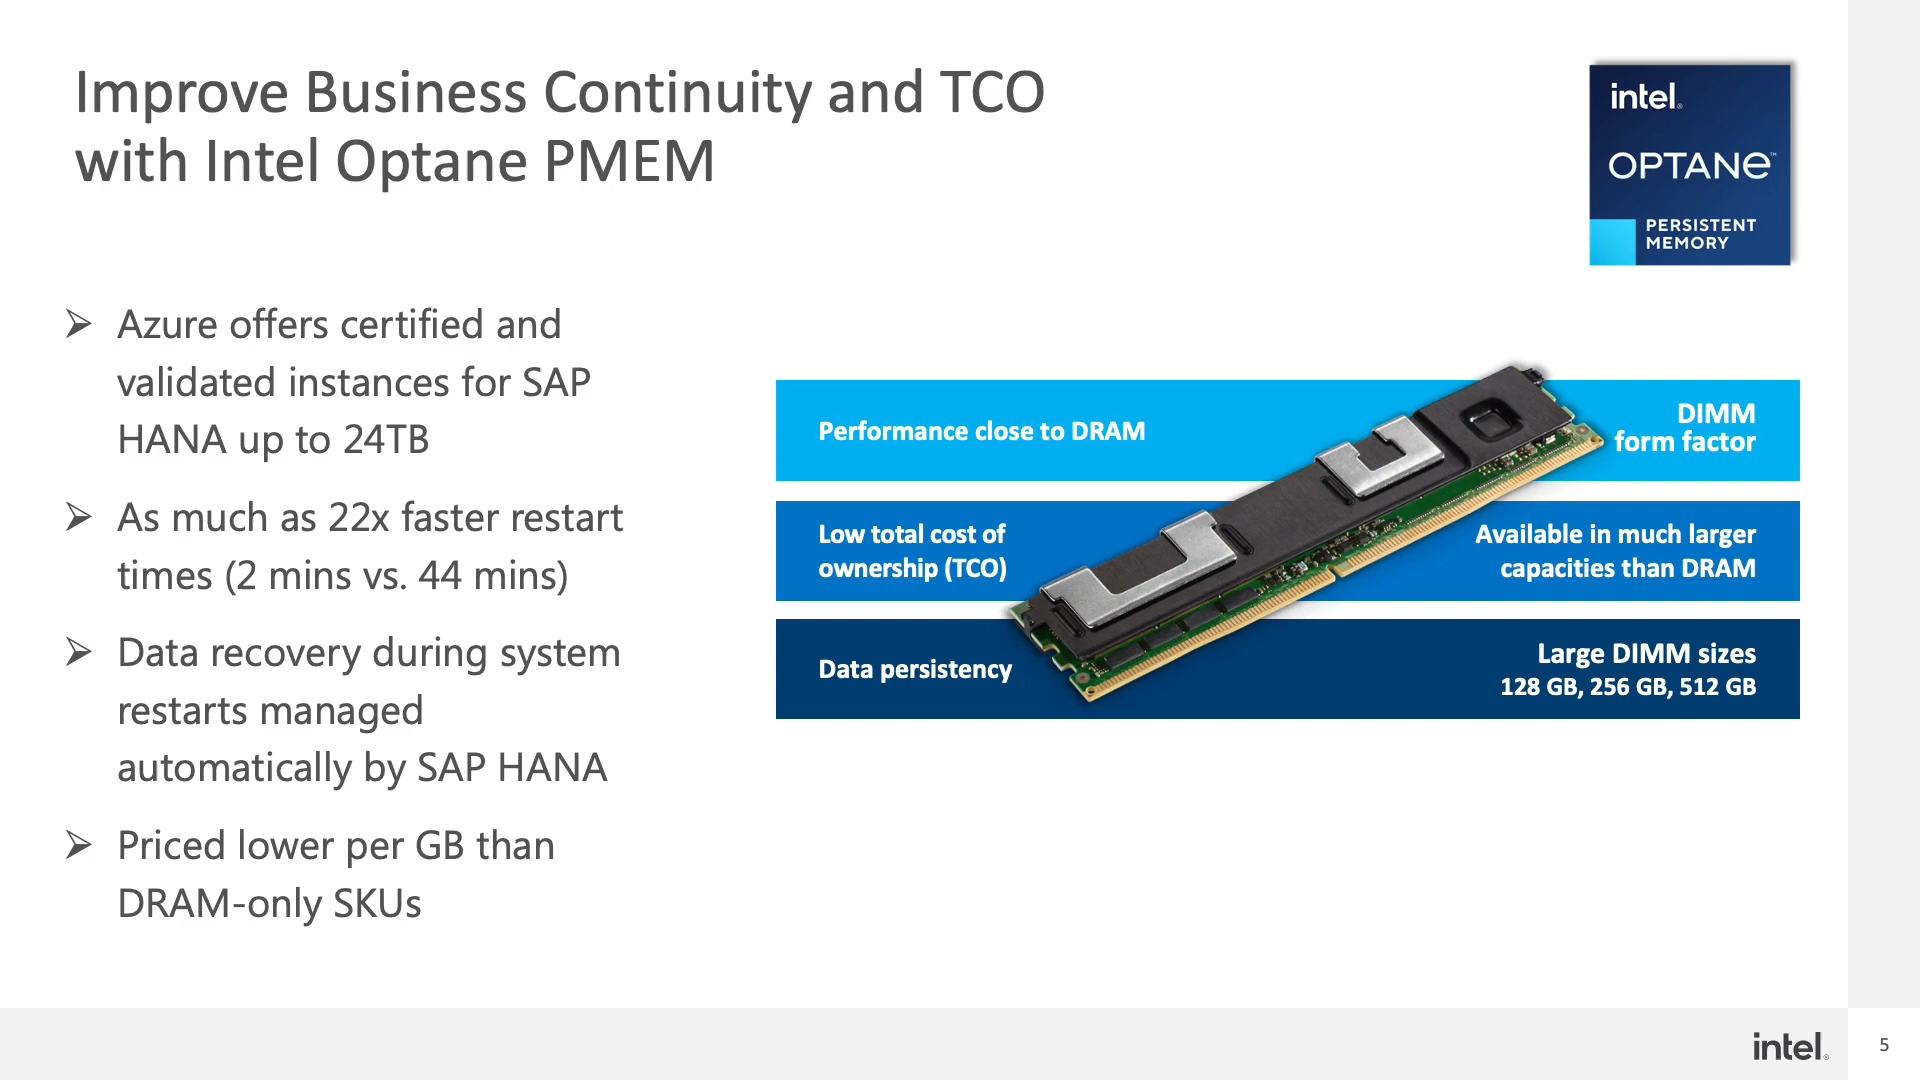 Improve Business Continuity and TCO
with Intel Optane PMEM
intel®
OPTANE™
PERSISTENT
MEMORY
➢ Azure offers certified and
validated instances for SAP
HANA up to 24TB
➢ As much as 22x faster restart
times (2 mins vs. 44 mins)
➢ Data recovery during system
restarts managed
automatically by SAP HANA
➢ Priced lower per GB than
DRAM-only SKUs
Performance close to DRAM
DIMM
form factor
Low total cost of
ownership (TCO)
Available in much larger
capacities than DRAM
Data persistency
Large DIMM sizes
128 GB, 256 GB, 512 GB
intel®
5